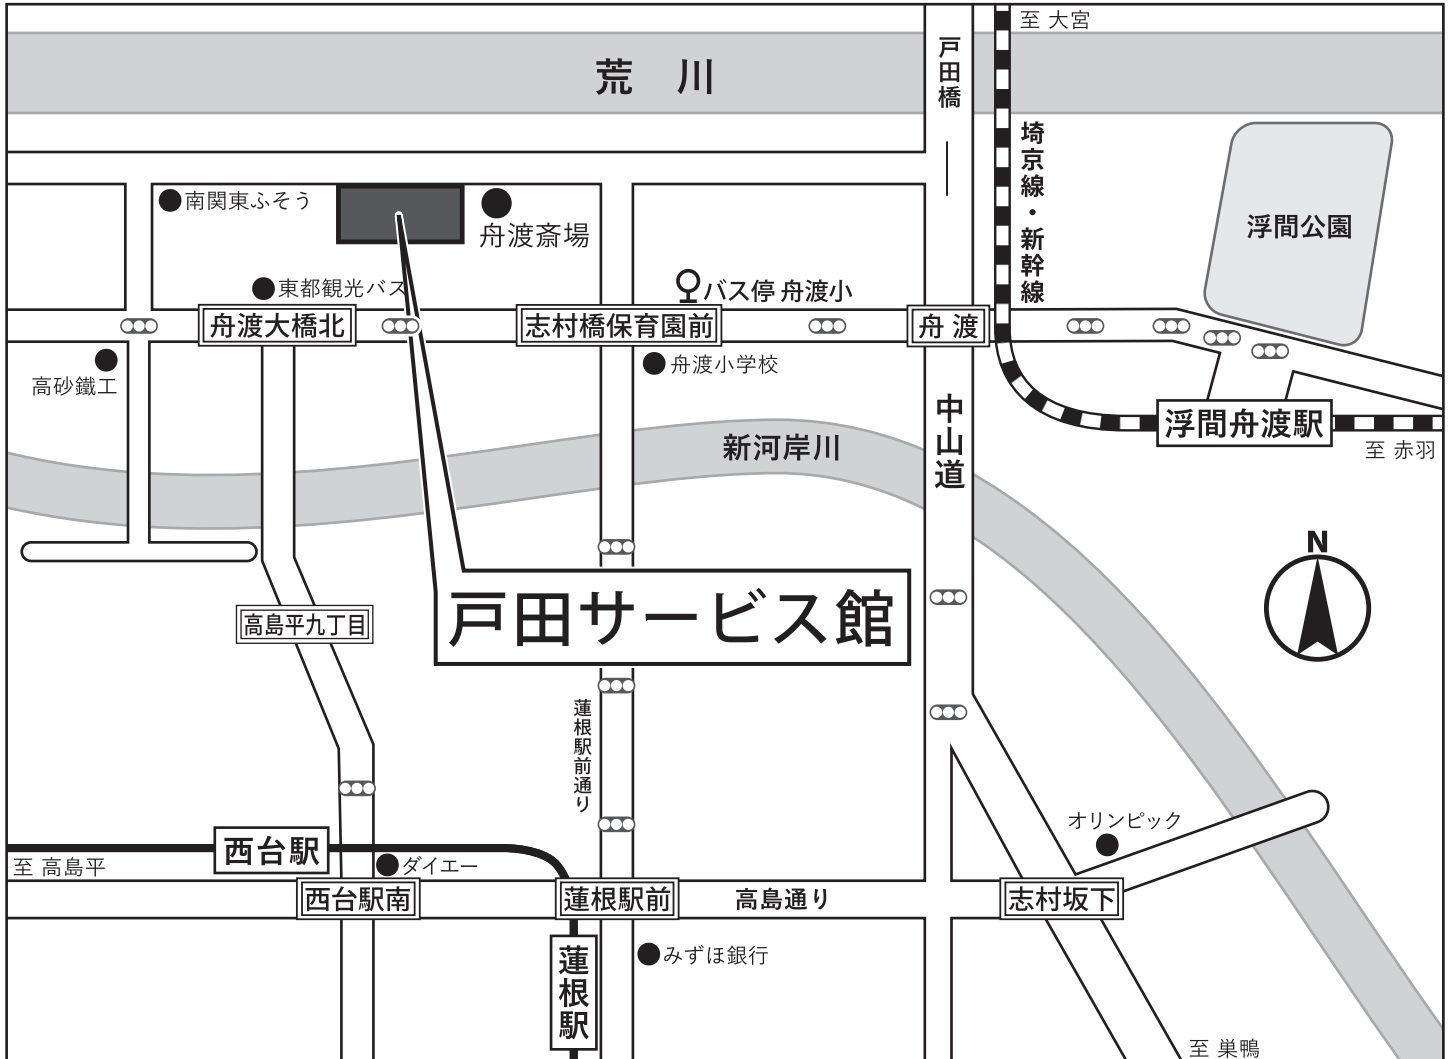 至 大宮
荒 川
戸田橋
埼京線・新幹線
浮間公園
南関東ふそう
舟渡斎場
東都観光バス
バス停 舟渡小
舟渡大橋北
志村橋保育園前
舟 渡
高砂鐵工
舟渡小学校
中山道
浮間舟渡駅
新河岸川
至 赤羽
N
戸田サービス館
高島平九丁目
蓮根駅前通り
オリンピック
西台駅
至 高島平
ダイエー
西台駅南
蓮根駅前
高島通り
志村坂下
蓮根駅
みずほ銀行
至 巣鴨